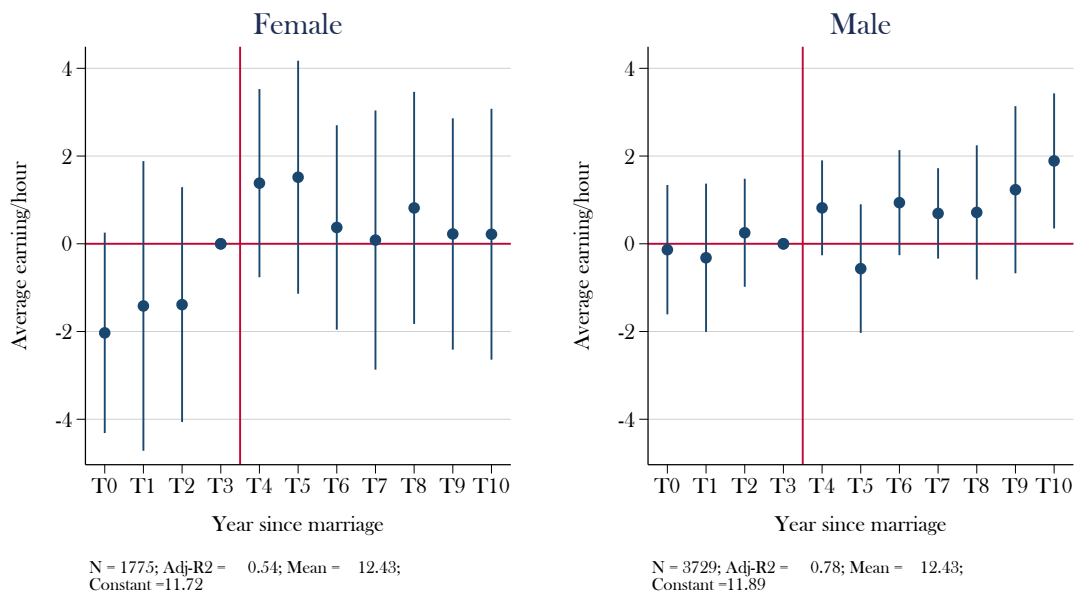 Female
Average earning/hour
4
2
0
-2
-4
T0 T1 T2 T3 T4 T5 T6 T7 T8 T9 T10
Year since marriage
N = 1775; Adj-R2 = 0.54; Mean = 12.43;
Constant =11.72
Male
Average earning/hour
4
2
0
-2
-4
T0 T1 T2 T3 T4 T5 T6 T7 T8 T9 T10
Year since marriage
N = 3729; Adj-R2 = 0.78; Mean = 12.43;
Constant =11.89